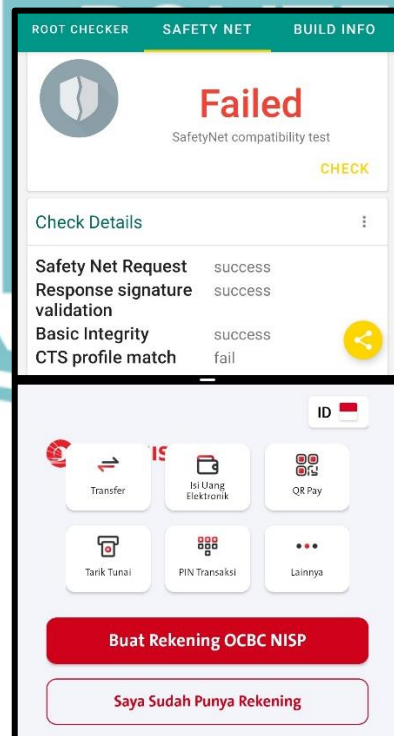 ROOT CHECKER SAFETY NET BUILD INFO
Failed
SafetyNet compatibility test
CHECK
Check Details
Safety Net Request success
Response signature success
validation
Basic Integrity success
CTS profile match fail
ID
Transfer
Isi Uang
Elektronik
QR Pay
Tarik Tunai
PIN Transaksi
Lainnya
Buat Rekening OCBC NISP
Saya Sudah Punya Rekening